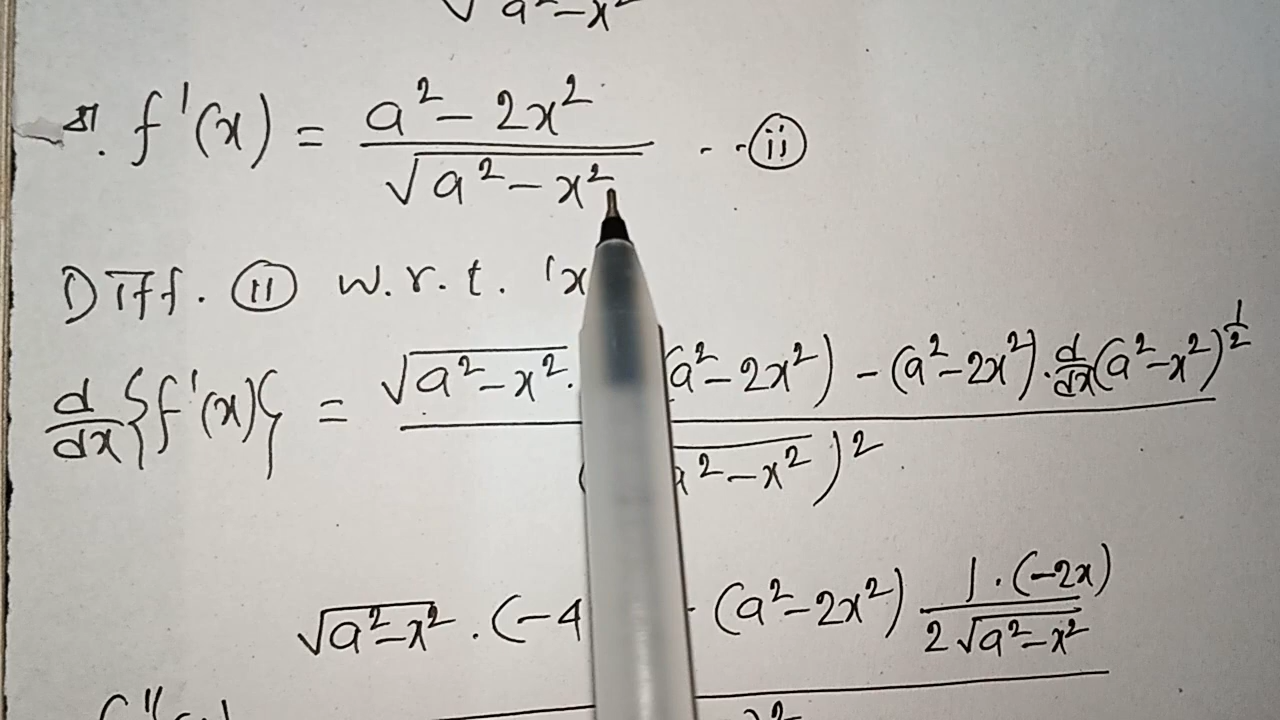 √a²-x²
া. f'(x) = (a² - 2x²)/√(a² - x²) ...(ii)
Diff. (ii) w.r.t. 'x
d/dx{f'(x)} = √(a²-x²). (a²-2x²) - (a²-2x²).d/dx(a²-x²)^(1/2)
a²-x²)²
√(a²-x²).(-4 - (a²-2x²) 1.(-2x)/2√(a²-x²)
f''(x)